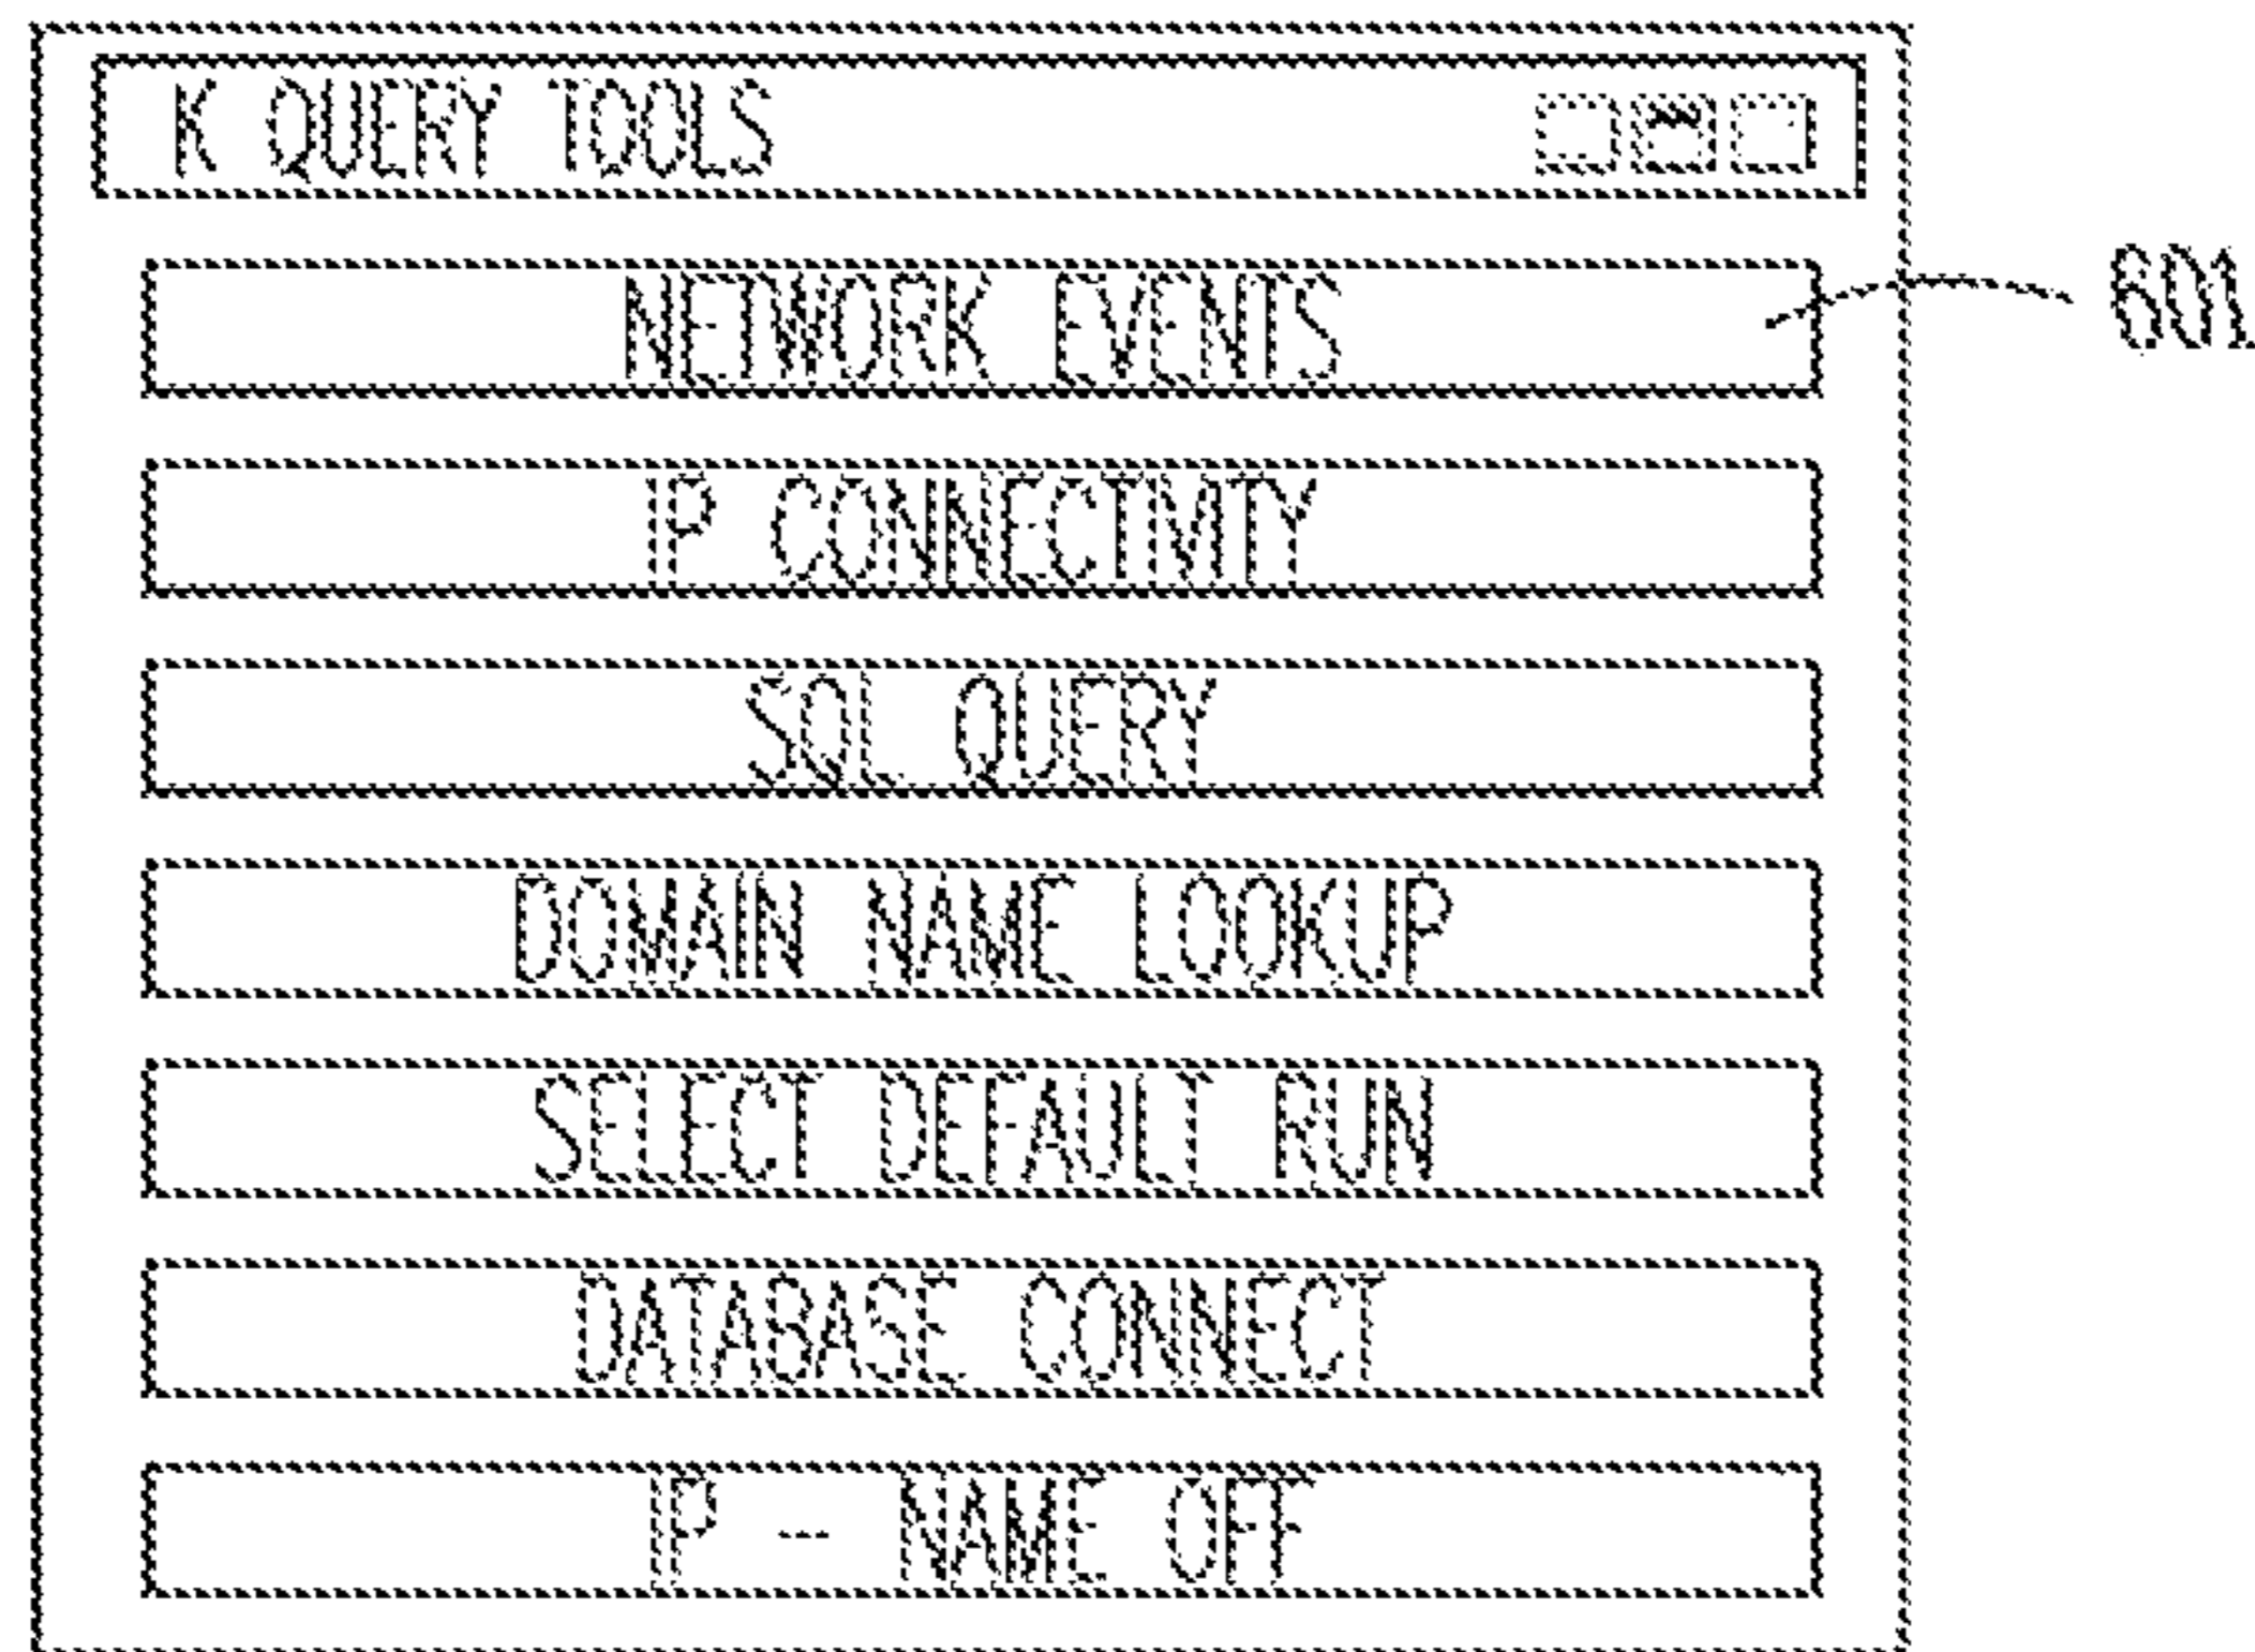 K QUERY TOOLS
NETWORK EVENTS
601
IP CONNECTIVITY
SQL QUERY
DOMAIN NAME LOOKUP
SELECT DEFAULT RUN
DATABASE CONNECT
IP - NAME OFF